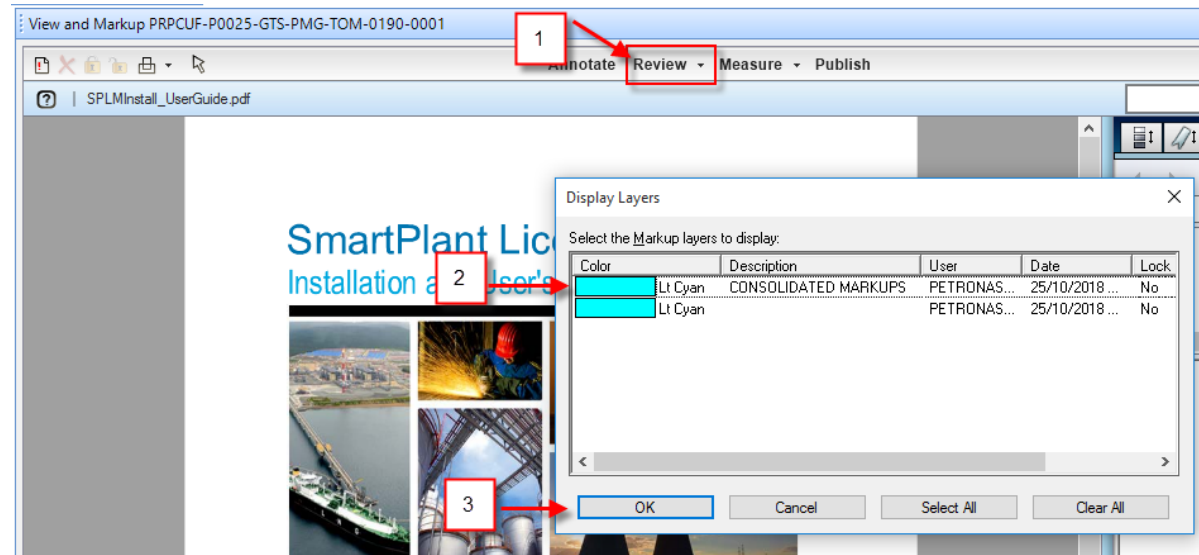 View and Markup PRPCUF-P0025-GTS-PMG-TOM-0190-0001
1
Annotate Review Measure Publish
SPLMInstall_UserGuide.pdf
Display Layers
Select the Markup layers to display:
Color Description User Date Lock
Lt Cyan CONSOLIDATED MARKUPS PETRONAS... 25/10/2018 ... No
Lt Cyan PETRONAS... 25/10/2018 ... No
SmartPlant Lic
Installation a User's
2
3
OK Cancel Select All Clear All
L N G